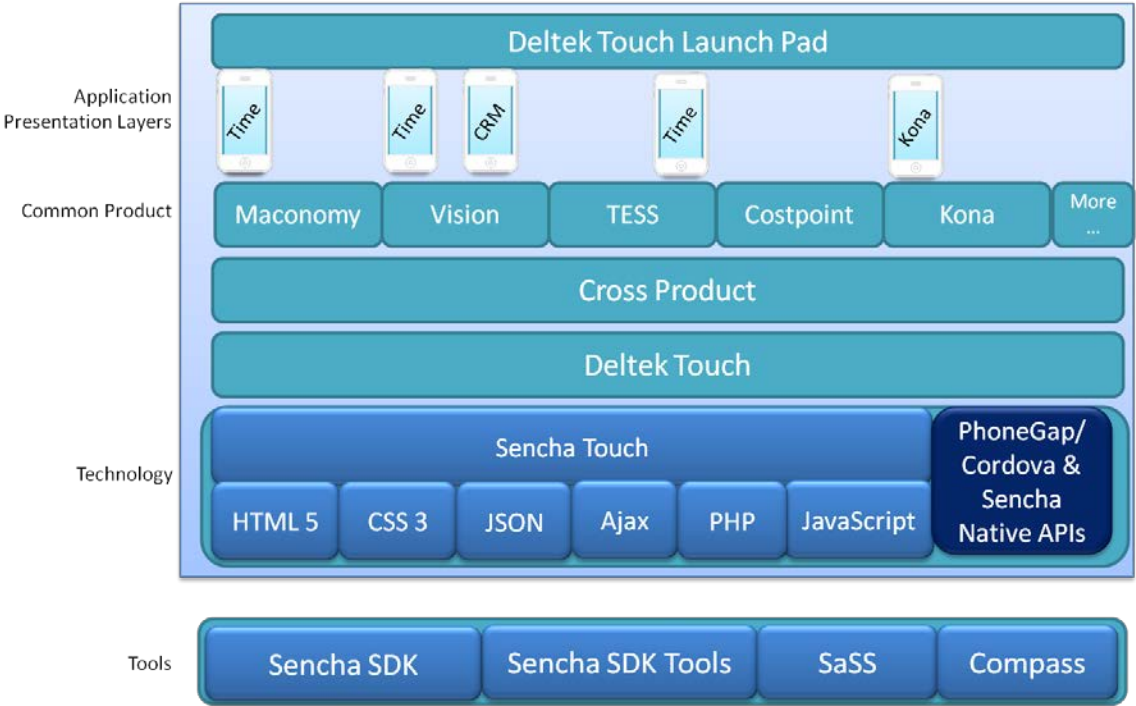 Deltek Touch Launch Pad
Application
Presentation Layers
Time
Time
CRM
Time
Kona
Common Product
Maconomy
Vision
TESS
Costpoint
Kona
More
...
Cross Product
Deltek Touch
Technology
Sencha Touch
PhoneGap/
Cordova &
Sencha
Native APIs
HTML 5
CSS 3
JSON
Ajax
PHP
JavaScript
Tools
Sencha SDK
Sencha SDK Tools
SaSS
Compass